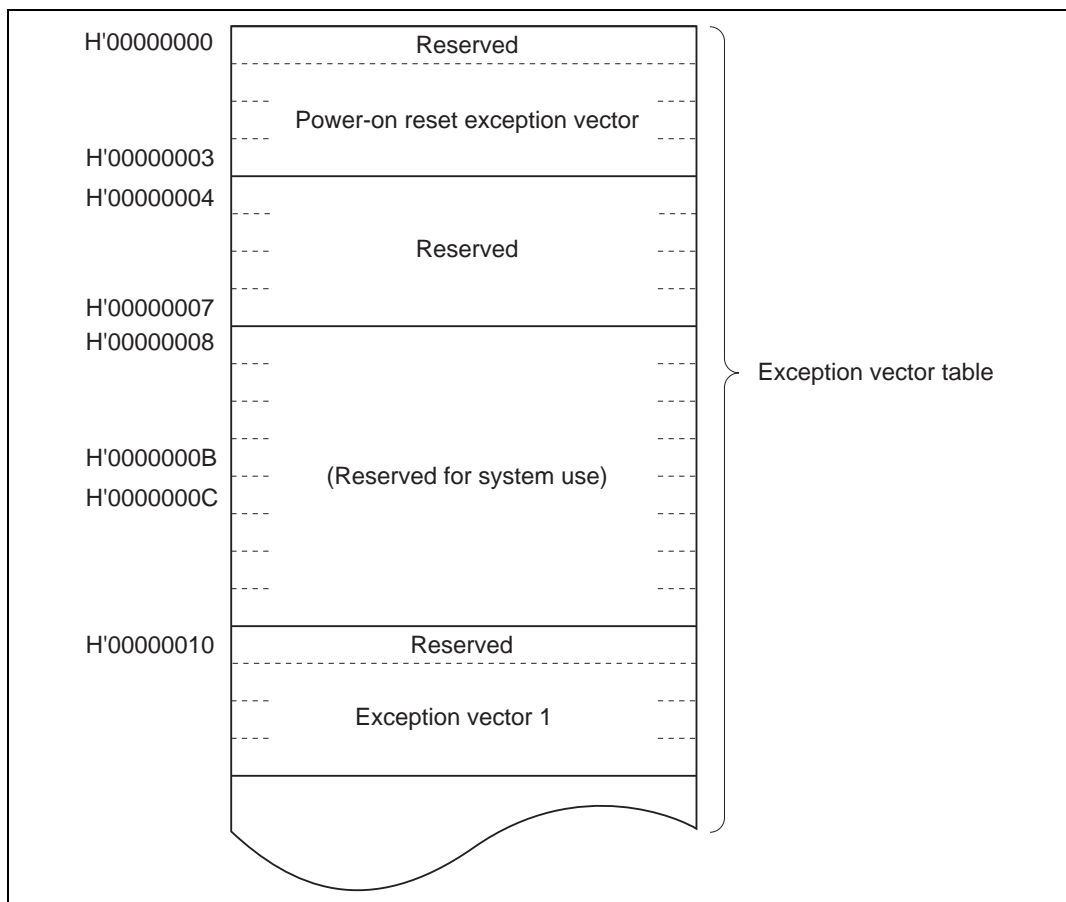 H'00000000
Reserved
Power-on reset exception vector
H'00000003
H'00000004
Reserved
H'00000007
H'00000008
Exception vector table
H'0000000B
(Reserved for system use)
H'0000000C
H'00000010
Reserved
Exception vector 1